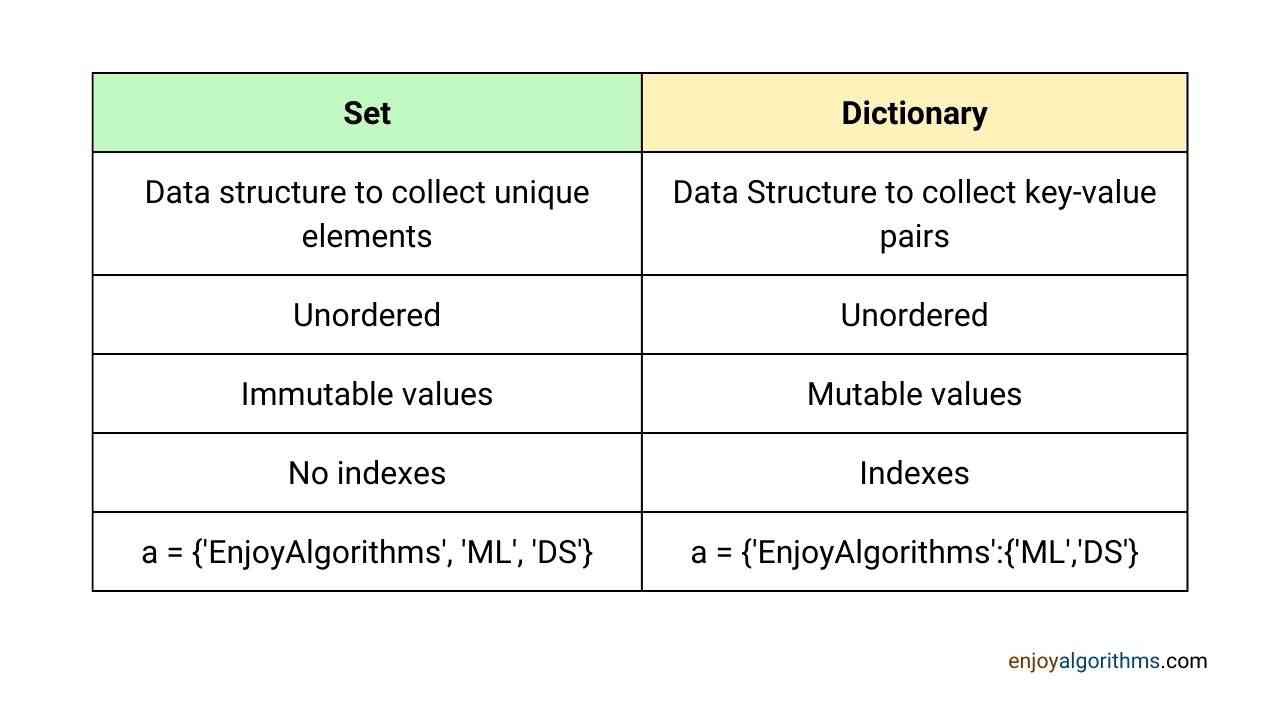 Set
Dictionary
Data structure to collect unique
elements
Data Structure to collect key-value
pairs
Unordered
Unordered
Immutable values
Mutable values
No indexes
Indexes
a = {'EnjoyAlgorithms', 'ML', 'DS'}
a = {'EnjoyAlgorithms':{'ML','DS'}
enjoyalgorithms.com